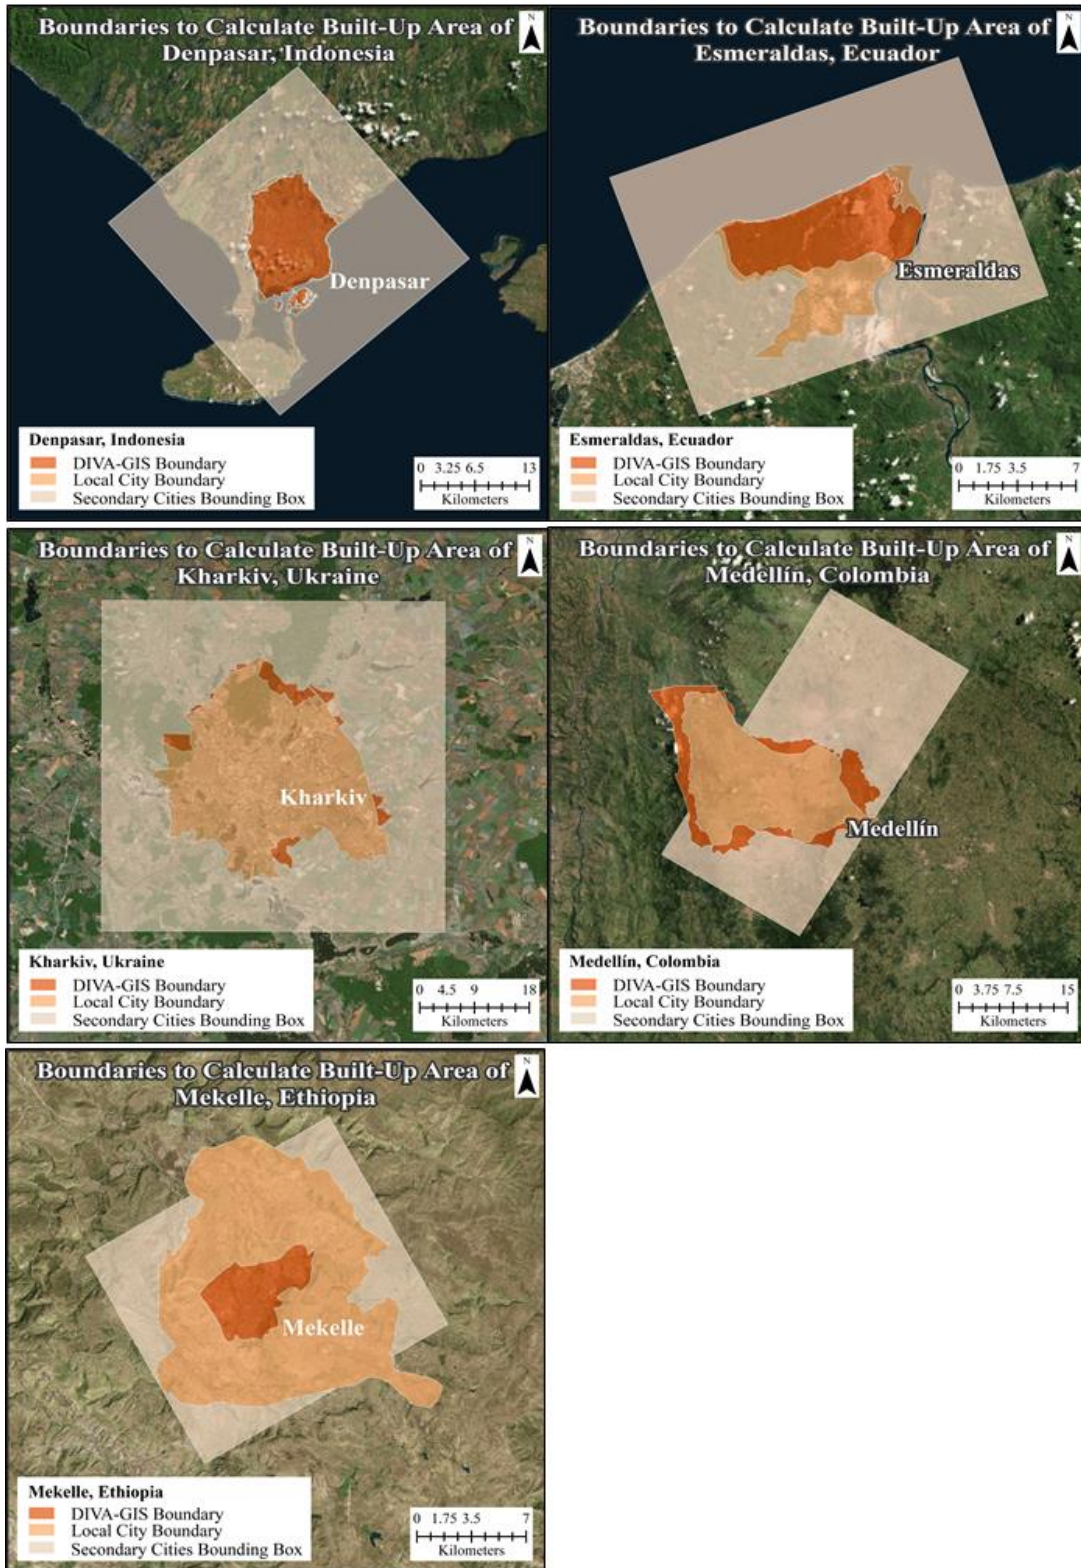 Boundaries to Calculate Built-Up Area of
Denpasar, Indonesia
N
Denpasar
Denpasar, Indonesia
DIVA-GIS Boundary
Local City Boundary
Secondary Cities Bounding Box
0 3.25 6.5 13
Kilometers
Boundaries to Calculate Built-Up Area of
Esmeraldas, Ecuador
N
Esmeraldas
Esmeraldas, Ecuador
DIVA-GIS Boundary
Local City Boundary
Secondary Cities Bounding Box
0 1.75 3.5 7
Kilometers
Boundaries to Calculate Built-Up Area of
Kharkiv, Ukraine
N
Kharkiv
Kharkiv, Ukraine
DIVA-GIS Boundary
Local City Boundary
Secondary Cities Bounding Box
0 4.5 9 18
Kilometers
Boundaries to Calculate Built-Up Area of
Medellín, Colombia
N
Medellín
Medellín, Colombia
DIVA-GIS Boundary
Local City Boundary
Secondary Cities Bounding Box
0 3.75 7.5 15
Kilometers
Boundaries to Calculate Built-Up Area of
Mekelle, Ethiopia
N
Mekelle
Mekelle, Ethiopia
DIVA-GIS Boundary
Local City Boundary
Secondary Cities Bounding Box
0 1.75 3.5 7
Kilometers